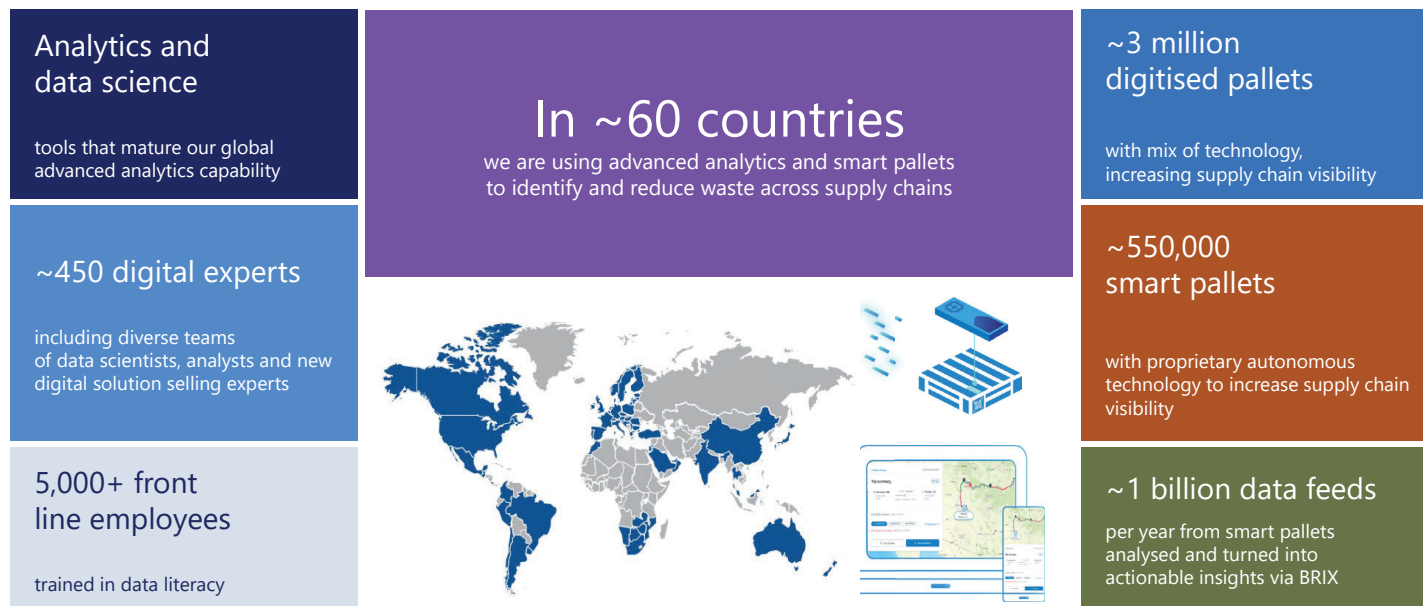 Analytics and
data science
tools that mature our global
advanced analytics capability
~450 digital experts
including diverse teams
of data scientists, analysts and new
digital solution selling experts
5,000+ front
line employees
trained in data literacy
In ~60 countries
we are using advanced analytics and smart pallets
to identify and reduce waste across supply chains
Trip summary
~3 million
digitised pallets
with mix of technology,
increasing supply chain visibility
~550,000
smart pallets
with proprietary autonomous
technology to increase supply chain
visibility
~1 billion data feeds
per year from smart pallets
analysed and turned into
actionable insights via BRIX